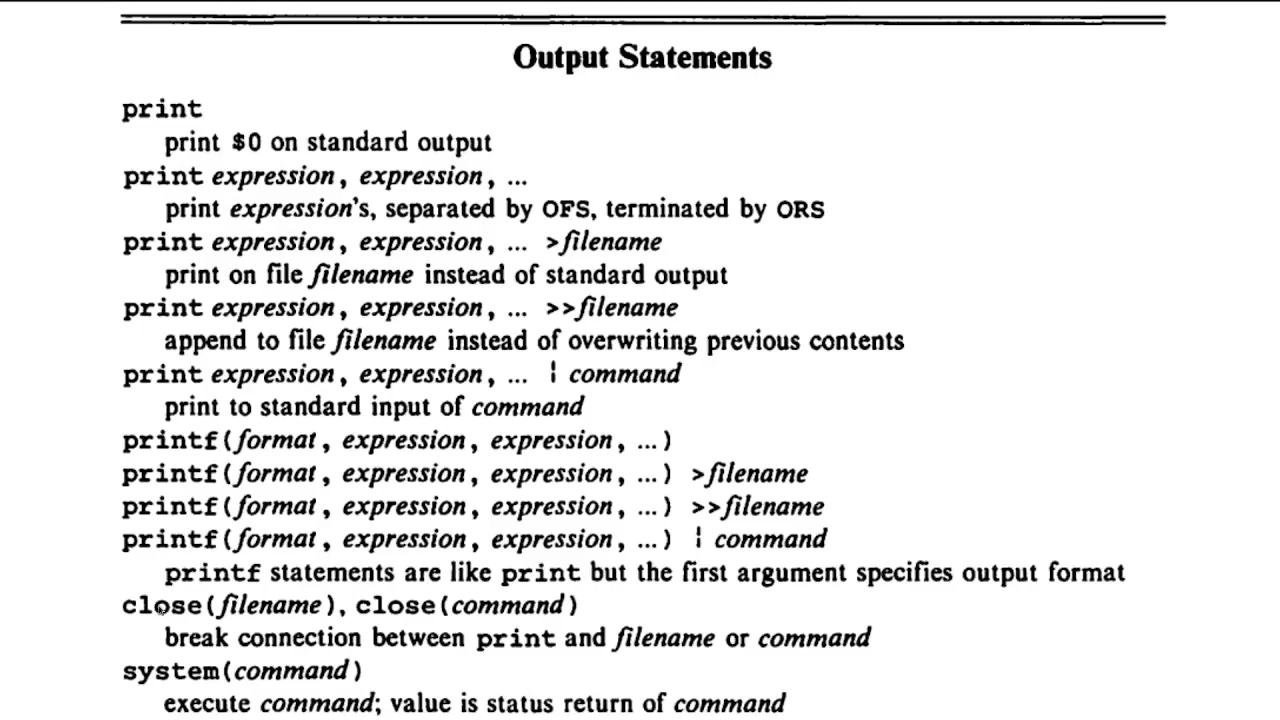 Output Statements
print
print $0 on standard output
print expression, expression, ...
print expression's, separated by OFS, terminated by ORS
print expression, expression, ... >filename
print on file filename instead of standard output
print expression, expression, ... >>filename
append to file filename instead of overwriting previous contents
print expression, expression, ... ¦ command
print to standard input of command
printf(format, expression, expression, ...)
printf(format, expression, expression, ...) >filename
printf(format, expression, expression, ...) >>filename
printf(format, expression, expression, ...) ¦ command
printf statements are like print but the first argument specifies output format
close(filename), close(command)
break connection between print and filename or command
system(command)
execute command; value is status return of command